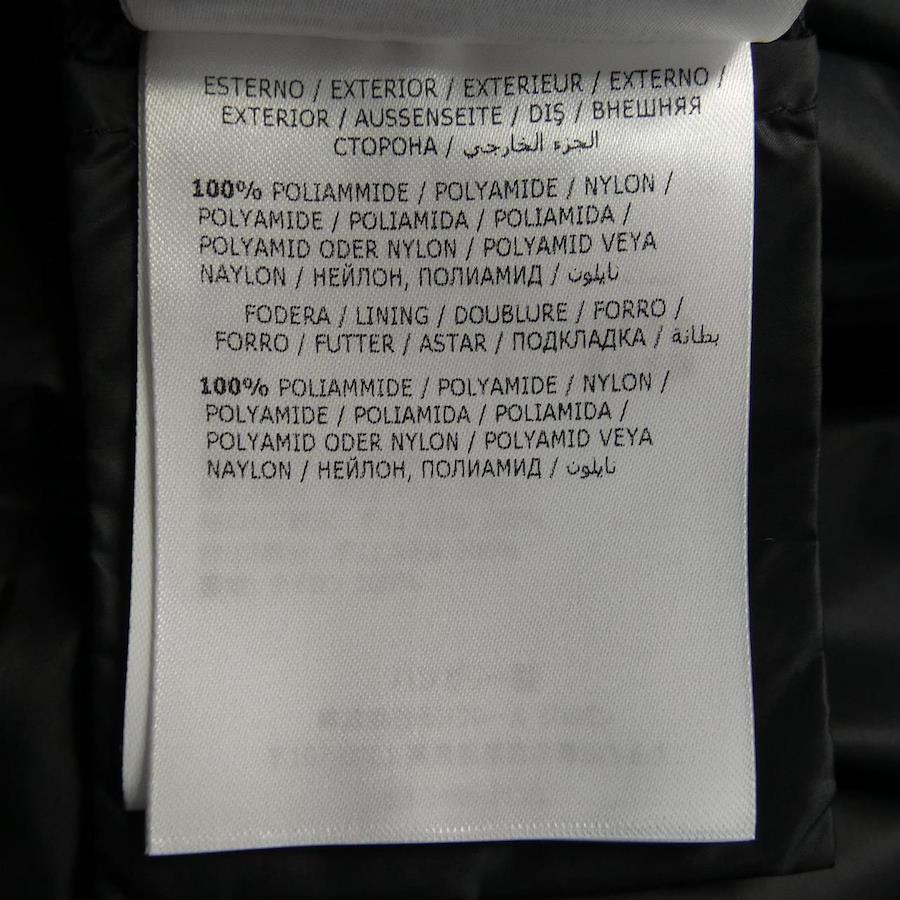 ESTERNO / EXTERIOR / EXTERIEUR / EXTERNO /
EXTERIOR / AUSSENSEITE / DIŞ / ВНЕШНЯЯ
СТОРОНА / الجزء الخارجي
100% POLIAMMIDE / POLYAMIDE / NYLON /
POLYAMIDE / POLIAMIDA / POLIAMIDA /
POLYAMID ODER NYLON / POLYAMID VEYA
NAYLON / НЕЙЛОН, ПОЛИАМИД / نايلون
FODERA / LINING / DOUBLURE / FORRO /
FORRO / FUTTER / ASTAR / ПОДКЛАДКА / بطانة
100% POLIAMMIDE / POLYAMIDE / NYLON /
POLYAMIDE / POLIAMIDA / POLIAMIDA /
POLYAMID ODER NYLON / POLYAMID VEYA
NAYLON / НЕЙЛОН, ПОЛИАМИД / نايلون